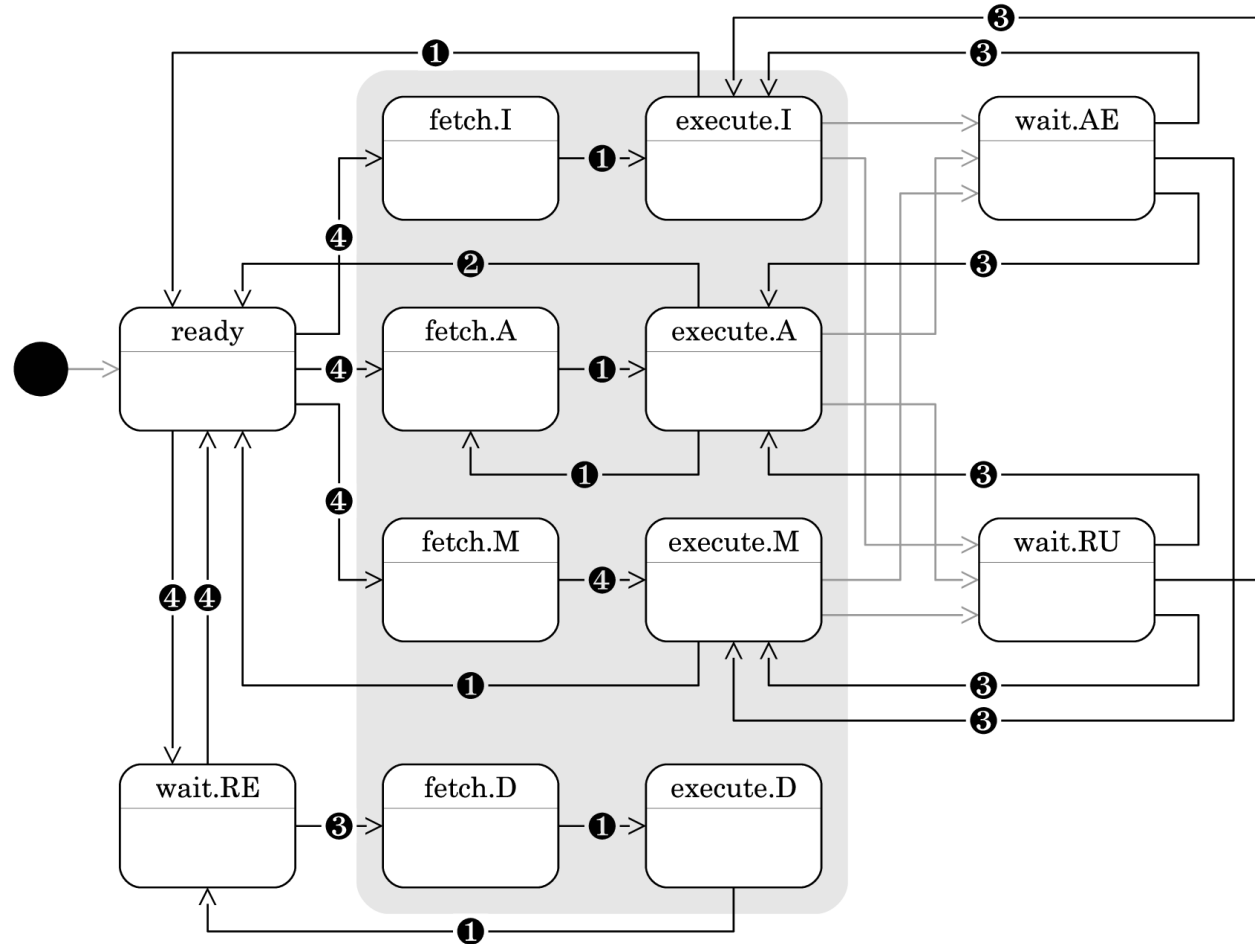 ❸
❶ ❸
fetch.I execute.I wait.AE
❶
❹
❷ ❸
ready fetch.A execute.A
❹ ❶
❶ ❸
❹
fetch.M execute.M wait.RU
❹ ❹ ❹
❶ ❸
❸
wait.RE fetch.D execute.D
❸ ❶
❶